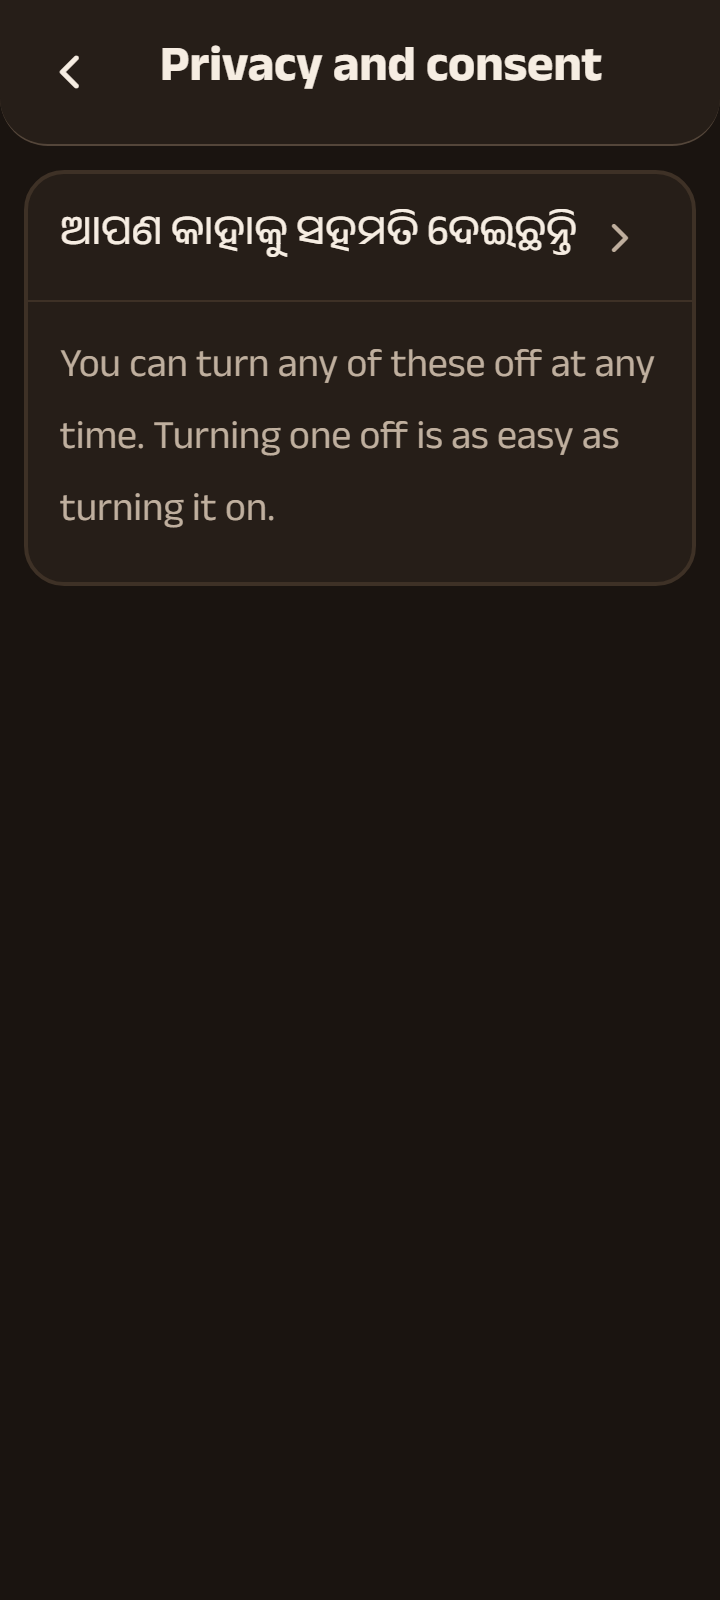 Privacy and consent
ଆପଣ କାହାକୁ ସହମତି ଦେଇଛନ୍ତି
You can turn any of these off at any
time. Turning one off is as easy as
turning it on.